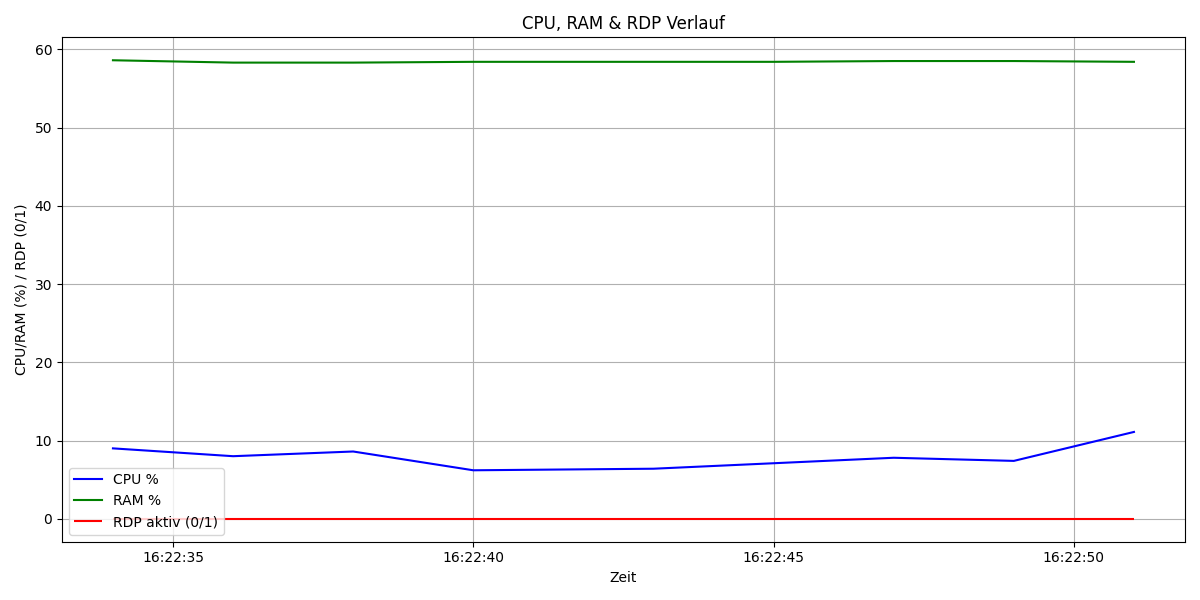 CPU, RAM & RDP Verlauf
CPU/RAM (%) / RDP (0/1)
60
50
40
30
20
10
0
CPU %
RAM %
RDP aktiv (0/1)
16:22:35
16:22:40
16:22:45
16:22:50
Zeit